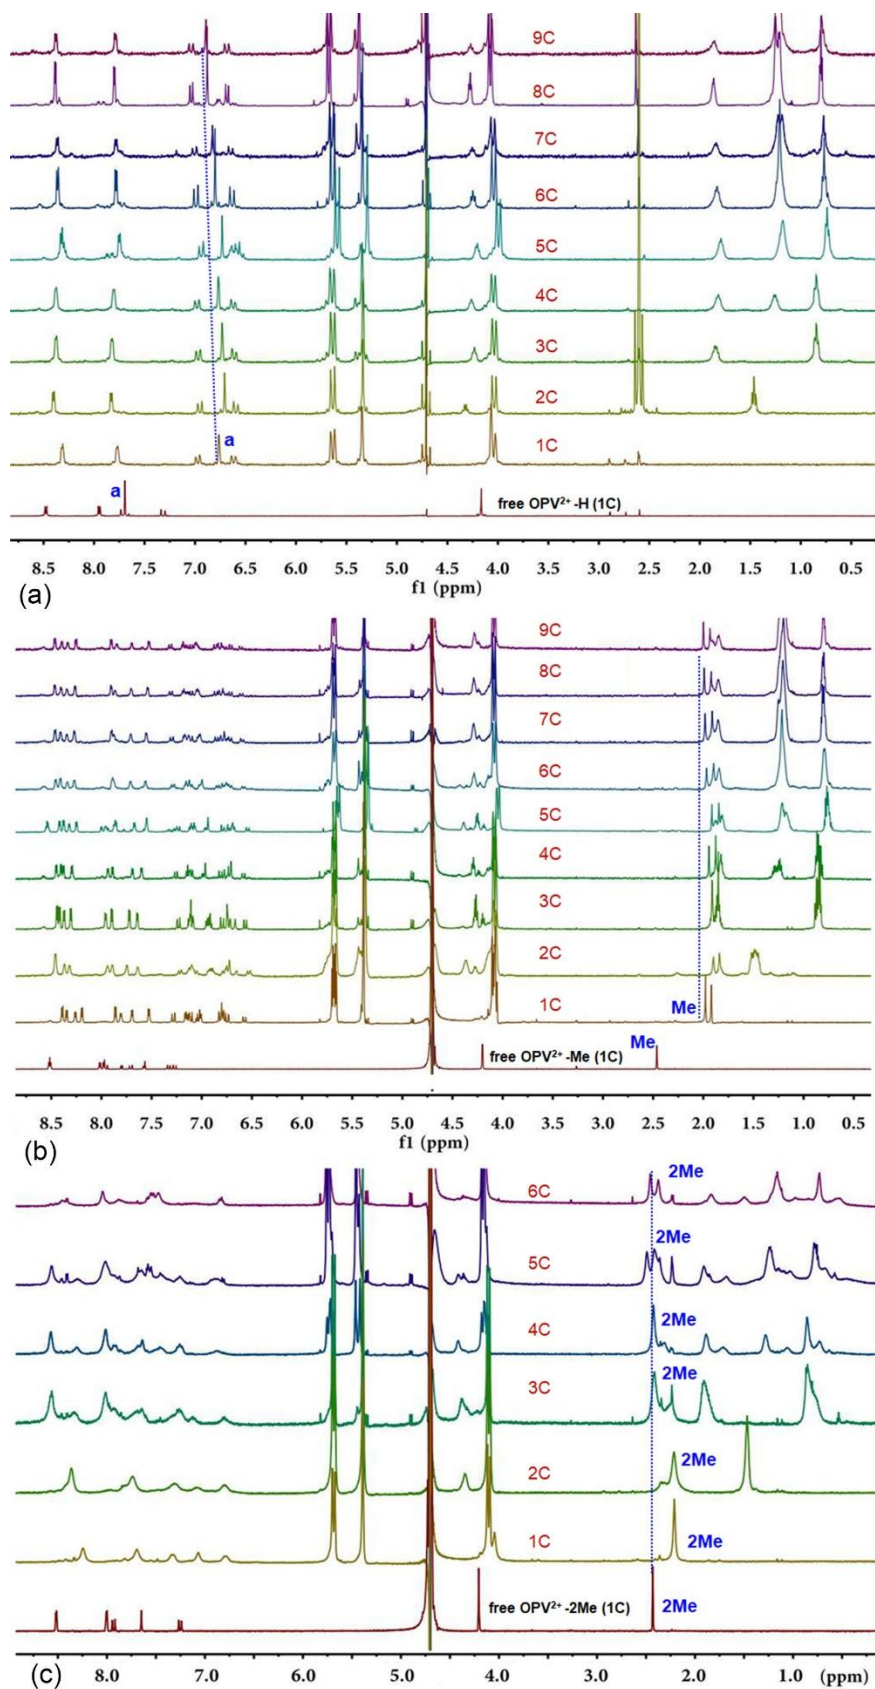 9C
8C
7C
6C
5C
4C
3C
2C
a
1C
a
free OPV²⁺-H (1C)
8.5 8.0 7.5 7.0 6.5 6.0 5.5 5.0 4.5 4.0 3.5 3.0 2.5 2.0 1.5 1.0 0.5
f1 (ppm)
(a)
9C
8C
7C
6C
5C
4C
3C
2C
1C
Me
free OPV²⁺-Me (1C)
Me
8.5 8.0 7.5 7.0 6.5 6.0 5.5 5.0 4.5 4.0 3.5 3.0 2.5 2.0 1.5 1.0 0.5
f1 (ppm)
(b)
6C
2Me
5C
2Me
4C
2Me
3C
2Me
2C
2Me
1C
2Me
free OPV²⁺-2Me (1C)
2Me
8.0 7.0 6.0 5.0 4.0 3.0 2.0 1.0 (ppm)
(c)